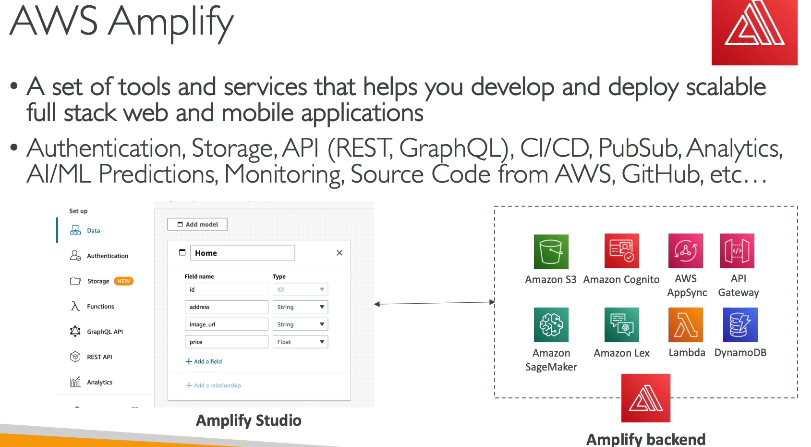 AWS Amplify
• A set of tools and services that helps you develop and deploy scalable
full stack web and mobile applications
• Authentication, Storage, API (REST, GraphQL), CI/CD, PubSub, Analytics,
AI/ML Predictions, Monitoring, Source Code from AWS, GitHub, etc…
Set up
Data
Authentication
Storage NEW
Functions
GraphQL API
REST API
Analytics
Add model
Home
Field name Type
id ID!
address String
image_url String
price Float
+ Add a field
+ Add a relationship
Amplify Studio
Amazon S3 Amazon Cognito AWS AppSync API Gateway
Amazon SageMaker Amazon Lex Lambda DynamoDB
Amplify backend